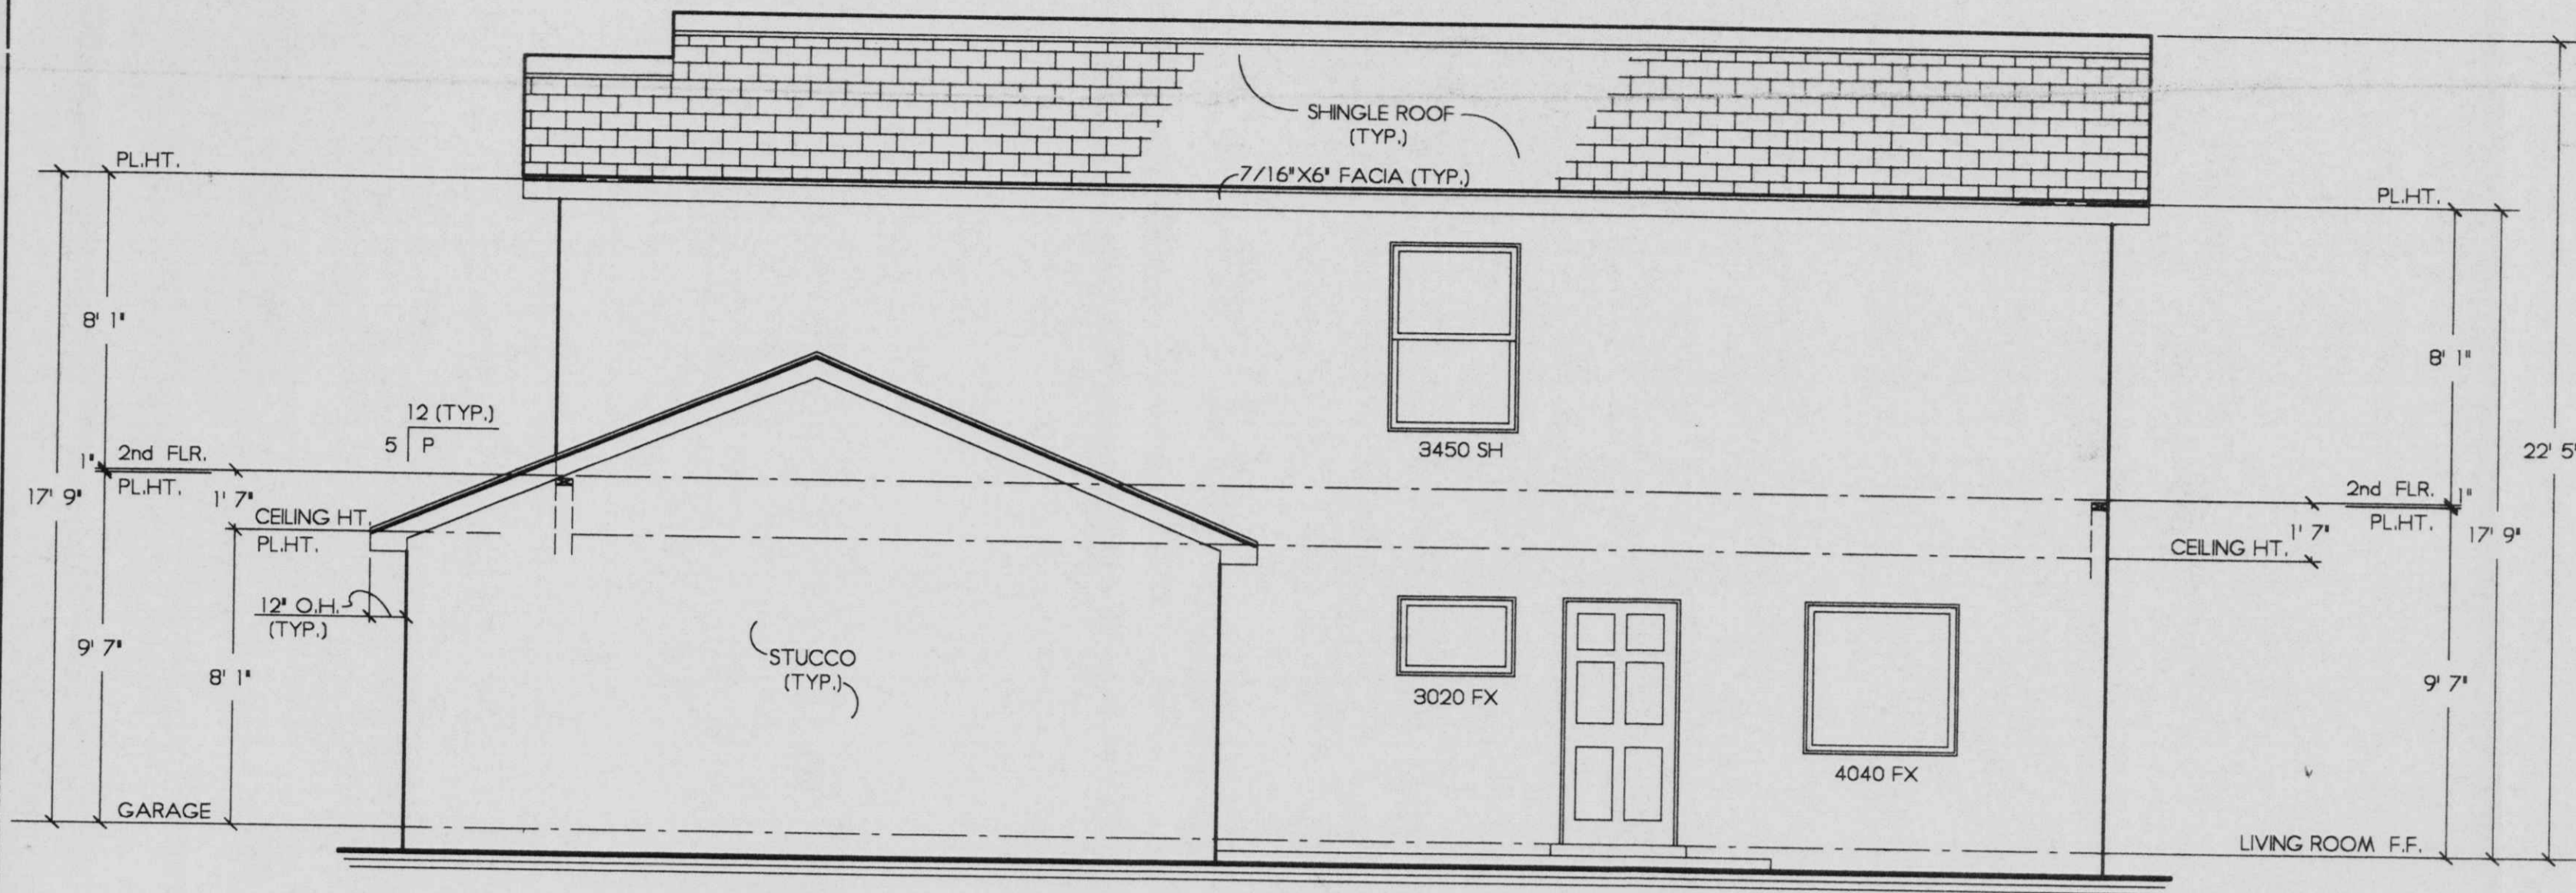 SHINGLE ROOF
(TYP.)
7/16"X6" FACIA (TYP.)
PL.HT.
PL.HT.
8' 1"
8' 1"
22' 5"
12 (TYP.)
5 P
3450 SH
1" 2nd FLR.
PL.HT.
17' 9"
1' 7"
CEILING HT.
PL.HT.
2nd FLR. 1"
PL.HT.
1' 7"
17' 9"
CEILING HT.
12" O.H.
(TYP.)
9' 7"
8' 1"
STUCCO
(TYP.)
3020 FX
4040 FX
9' 7"
GARAGE
LIVING ROOM F.F.